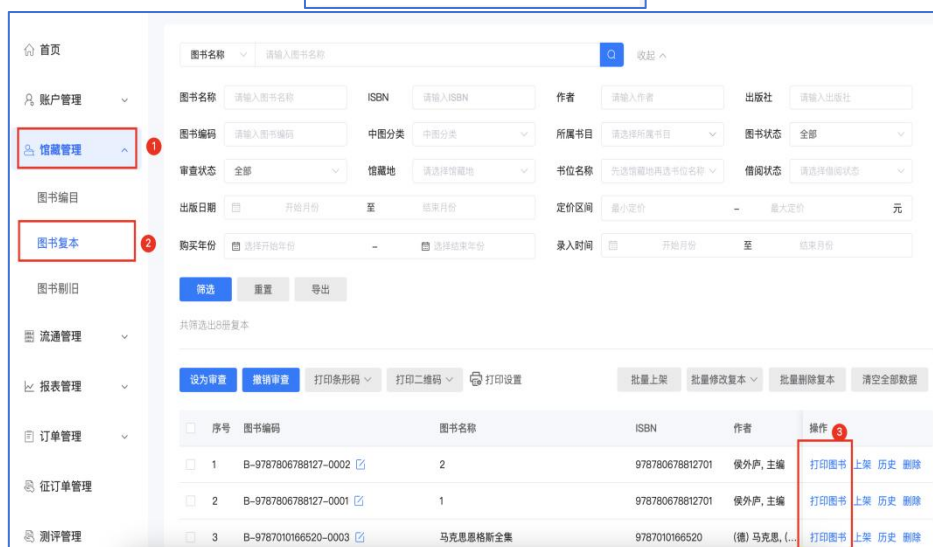 首页
账户管理
馆藏管理 1
图书编目
图书复本 2
图书剔旧
流通管理
报表管理
订单管理
征订单管理
测评管理
图书名称 请输入图书名称 收起
图书名称 请输入图书名称 ISBN 请输入ISBN 作者 请输入作者 出版社 请输入出版社
图书编码 请输入图书编码 中图分类 中图分类 所属书目 请选择所属书目 图书状态 全部
审查状态 全部 馆藏地 请选择馆藏地 书位名称 先选馆藏地再选书位名称 借阅状态 请选择借阅状态
出版日期 开始月份 至 结束月份 定价区间 最小定价 – 最大定价 元
购买年份 选择开始年份 – 选择结束年份 录入时间 开始月份 至 结束月份
筛选 重置 导出
共筛选出8册复本
设为审查 撤销审查 打印条形码 打印二维码 打印设置 批量上架 批量修改复本 批量删除复本 清空全部数据
序号 图书编码 图书名称 ISBN 作者 操作 3
1 B-9787806788127-0002 2 978780678812701 侯外庐, 主编 打印图书 上架 历史 删除
2 B-9787806788127-0001 1 978780678812701 侯外庐, 主编 打印图书 上架 历史 删除
3 B-9787010166520-0003 马克思恩格斯全集 9787010166520 (德) 马克思, (... 打印图书 上架 历史 删除